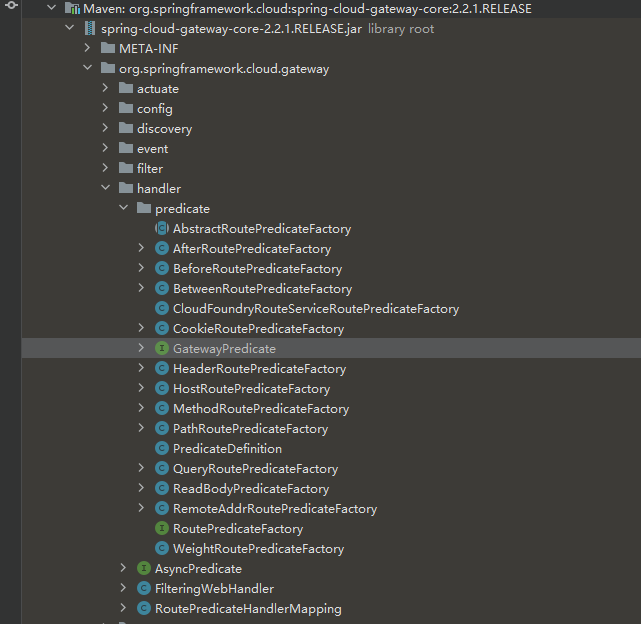 Maven: org.springframework.cloud:spring-cloud-gateway-core:2.2.1.RELEASE
spring-cloud-gateway-core-2.2.1.RELEASE.jar library root
META-INF
org.springframework.cloud.gateway
actuate
config
discovery
event
filter
handler
predicate
AbstractRoutePredicateFactory
AfterRoutePredicateFactory
BeforeRoutePredicateFactory
BetweenRoutePredicateFactory
CloudFoundryRouteServiceRoutePredicateFactory
CookieRoutePredicateFactory
GatewayPredicate
HeaderRoutePredicateFactory
HostRoutePredicateFactory
MethodRoutePredicateFactory
PathRoutePredicateFactory
PredicateDefinition
QueryRoutePredicateFactory
ReadBodyPredicateFactory
RemoteAddrRoutePredicateFactory
RoutePredicateFactory
WeightRoutePredicateFactory
AsyncPredicate
FilteringWebHandler
RoutePredicateHandlerMapping